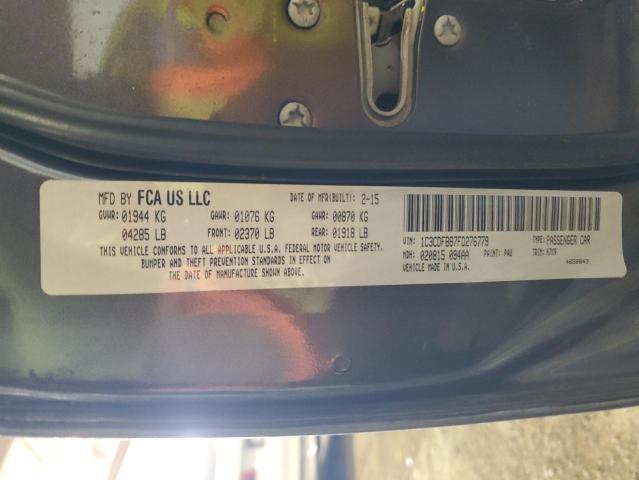 MFD BY FCA US LLC DATE OF MFR(BUILT): 2-15
GVWR: 01944 KG GAWR: 01076 KG GAWR: 00870 KG
04285 LB FRONT: 02370 LB REAR: 01918 LB
THIS VEHICLE CONFORMS TO ALL APPLICABLE U.S.A. FEDERAL MOTOR VEHICLE SAFETY,
BUMPER AND THEFT PREVENTION STANDARDS IN EFFECT ON
THE DATE OF MANUFACTURE SHOWN ABOVE.
VIN: 1C3CDFBB7FD276779 TYPE: PASSENGER CAR
MDH: 020815 094AA PAINT: PAU TRIM:
VEHICLE MADE IN U.S.A.